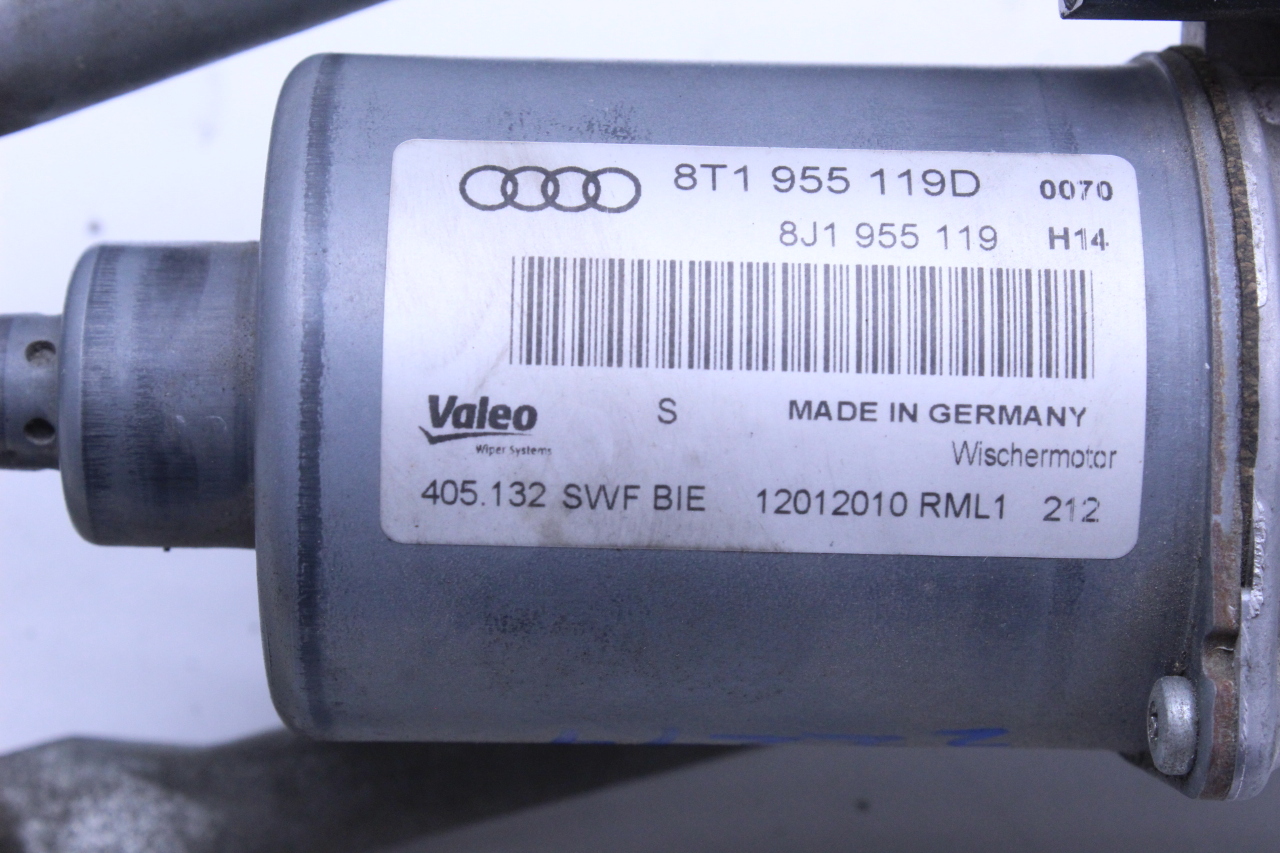 8T1 955 119D 0070
8J1 955 119 H14
Valeo S MADE IN GERMANY
Wiper Systems Wischermotor
405.132 SWF BIE 12012010 RML1 212